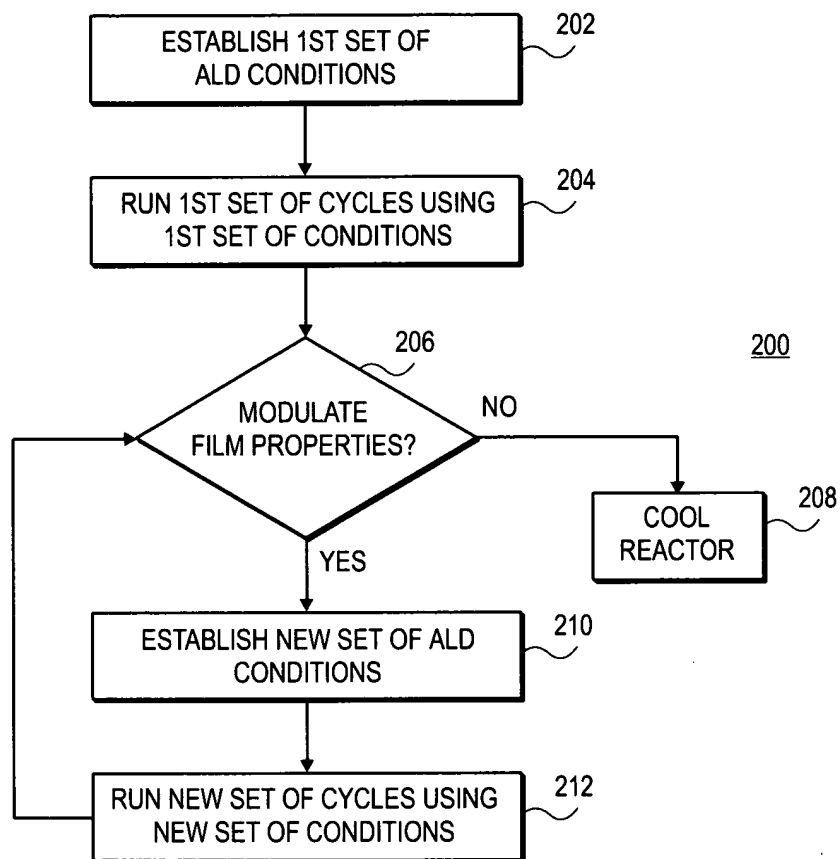 ESTABLISH 1ST SET OF
ALD CONDITIONS
202
RUN 1ST SET OF CYCLES USING
1ST SET OF CONDITIONS
204
206
200
MODULATE
FILM PROPERTIES?
NO
208
COOL
REACTOR
YES
ESTABLISH NEW SET OF ALD
CONDITIONS
210
RUN NEW SET OF CYCLES USING
NEW SET OF CONDITIONS
212